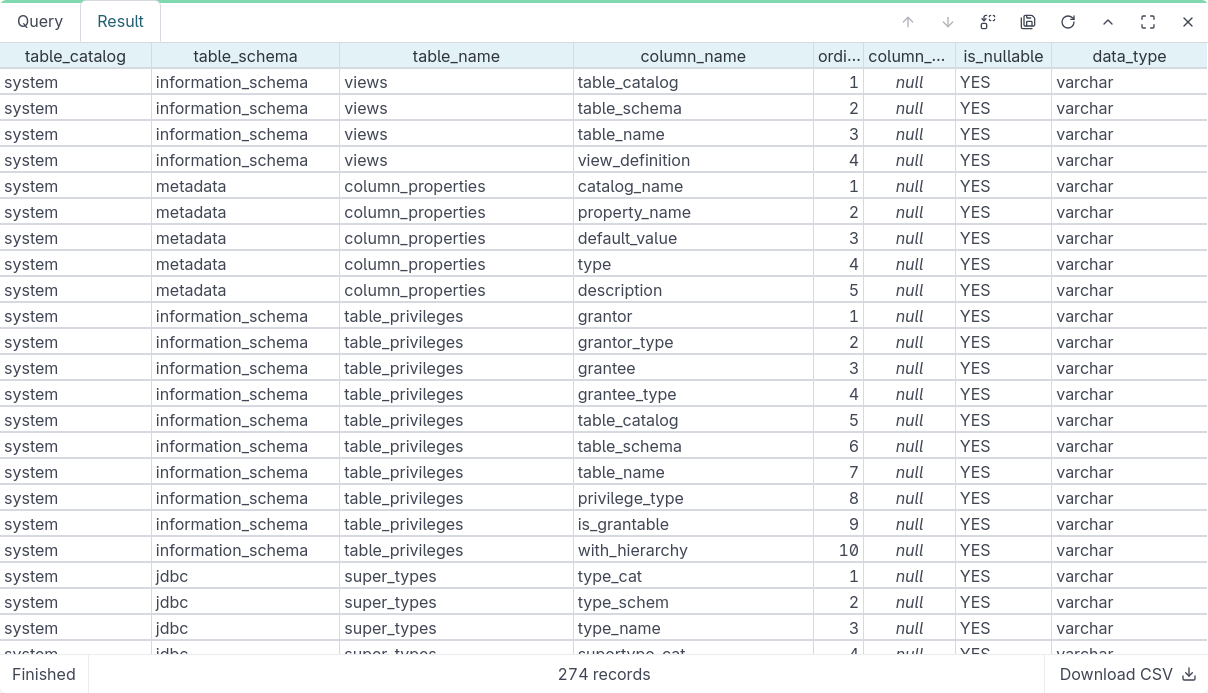 Query Result
table_catalog table_schema table_name column_name ordi... column_... is_nullable data_type
system information_schema views table_catalog 1 null YES varchar
system information_schema views table_schema 2 null YES varchar
system information_schema views table_name 3 null YES varchar
system information_schema views view_definition 4 null YES varchar
system metadata column_properties catalog_name 1 null YES varchar
system metadata column_properties property_name 2 null YES varchar
system metadata column_properties default_value 3 null YES varchar
system metadata column_properties type 4 null YES varchar
system metadata column_properties description 5 null YES varchar
system information_schema table_privileges grantor 1 null YES varchar
system information_schema table_privileges grantor_type 2 null YES varchar
system information_schema table_privileges grantee 3 null YES varchar
system information_schema table_privileges grantee_type 4 null YES varchar
system information_schema table_privileges table_catalog 5 null YES varchar
system information_schema table_privileges table_schema 6 null YES varchar
system information_schema table_privileges table_name 7 null YES varchar
system information_schema table_privileges privilege_type 8 null YES varchar
system information_schema table_privileges is_grantable 9 null YES varchar
system information_schema table_privileges with_hierarchy 10 null YES varchar
system jdbc super_types type_cat 1 null YES varchar
system jdbc super_types type_schem 2 null YES varchar
system jdbc super_types type_name 3 null YES varchar
system jdbc super_types supertype_cat 4 null YES varchar
Finished 274 records Download CSV